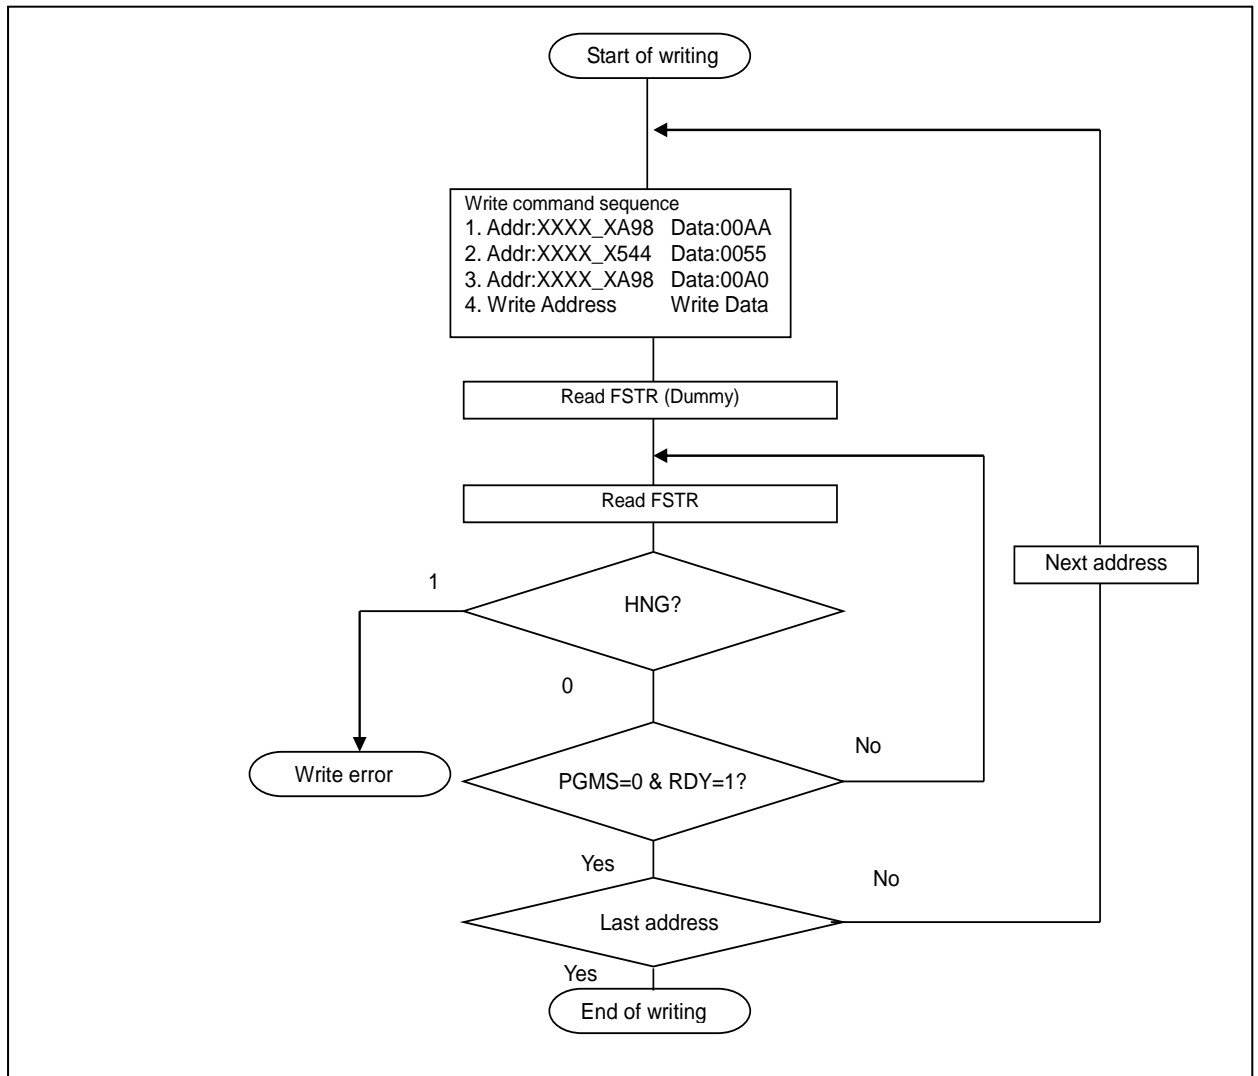 Start of writing
Write command sequence
1. Addr:XXXX_XA98 Data:00AA
2. Addr:XXXX_X544 Data:0055
3. Addr:XXXX_XA98 Data:00A0
4. Write Address Write Data
Read FSTR (Dummy)
Read FSTR
Next address
1
HNG?
0
No
Write error
PGMS=0 & RDY=1?
Yes
No
Last address
Yes
End of writing